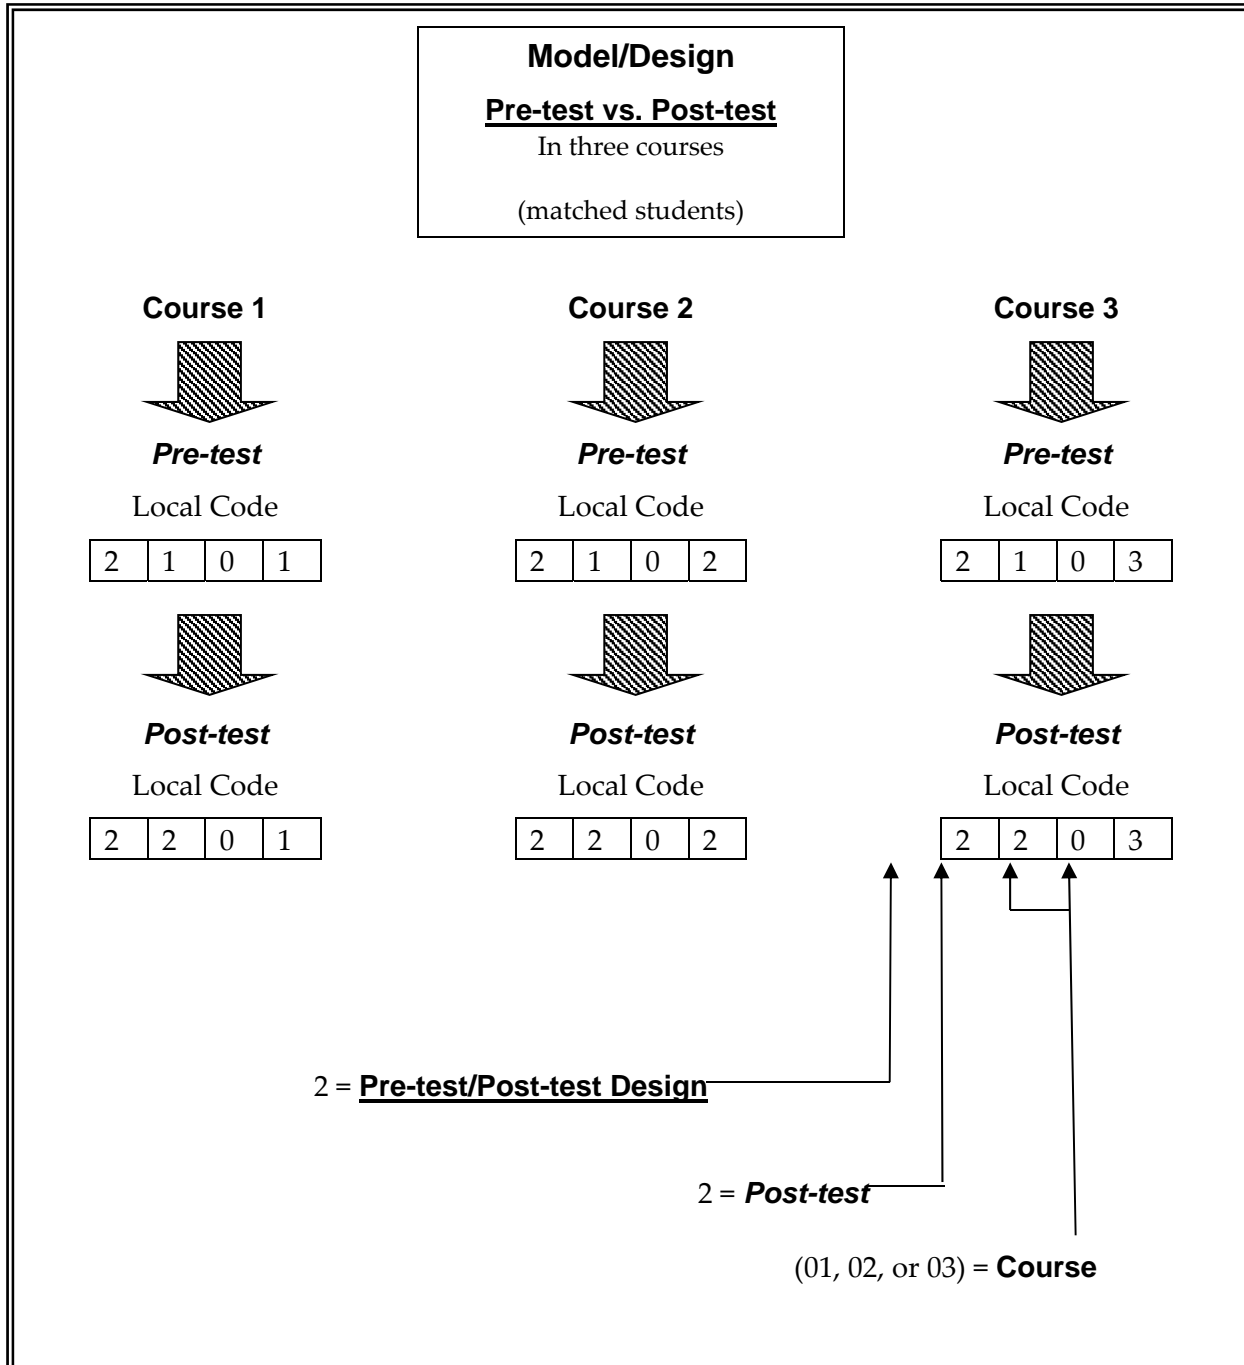 Model/Design
Pre-test vs. Post-test
In three courses
(matched students)
Course 1 Course 2 Course 3
Pre-test Pre-test Pre-test
Local Code Local Code Local Code
2 1 0 1 2 1 0 2 2 1 0 3
Post-test Post-test Post-test
Local Code Local Code Local Code
2 2 0 1 2 2 0 2 2 2 0 3
2 = Pre-test/Post-test Design
2 = Post-test
(01, 02, or 03) = Course